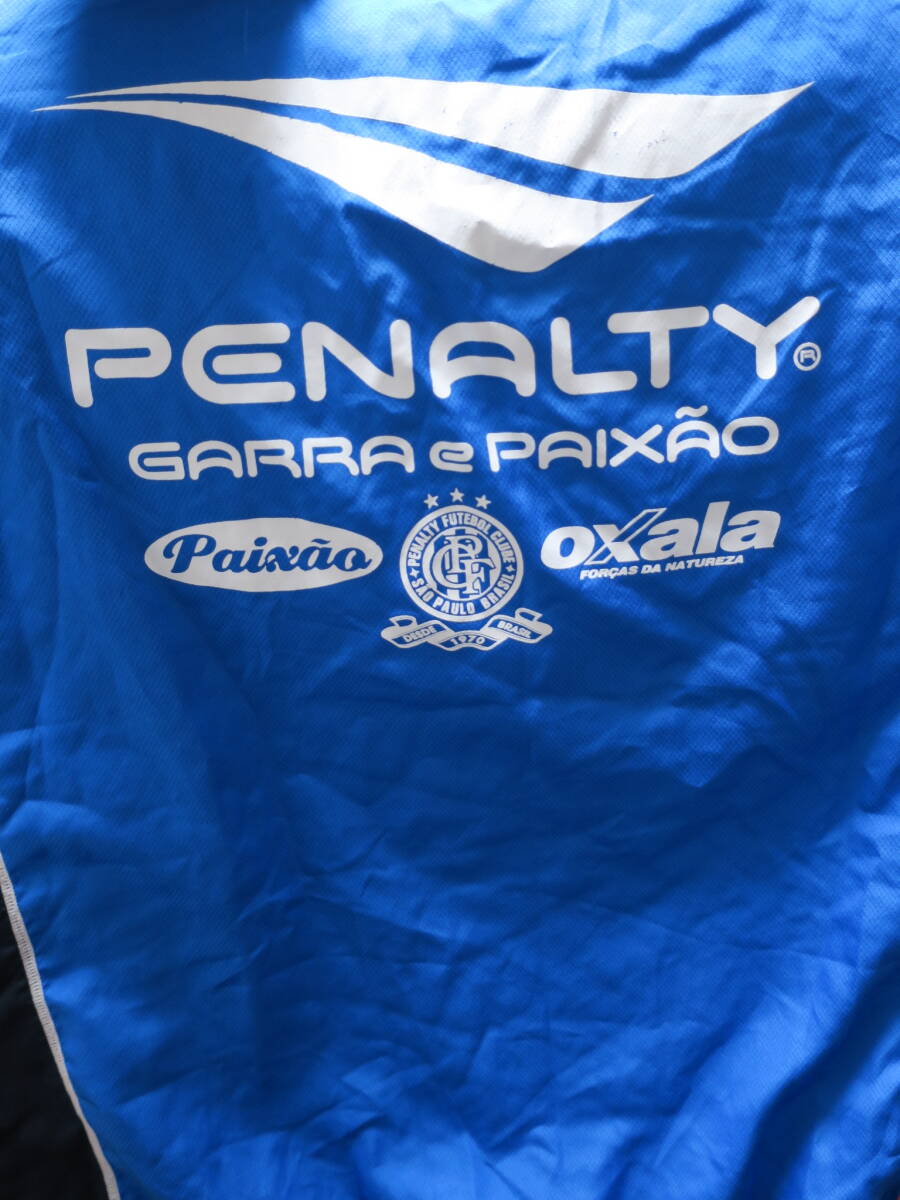 PENALTY®
GARRA e PAIXÃO
Paixão
PENALTY FUTEBOL CLUBE
SÃO PAULO BRASIL
DESDE 1970 BRASIL
oxala
FORÇAS DA NATUREZA